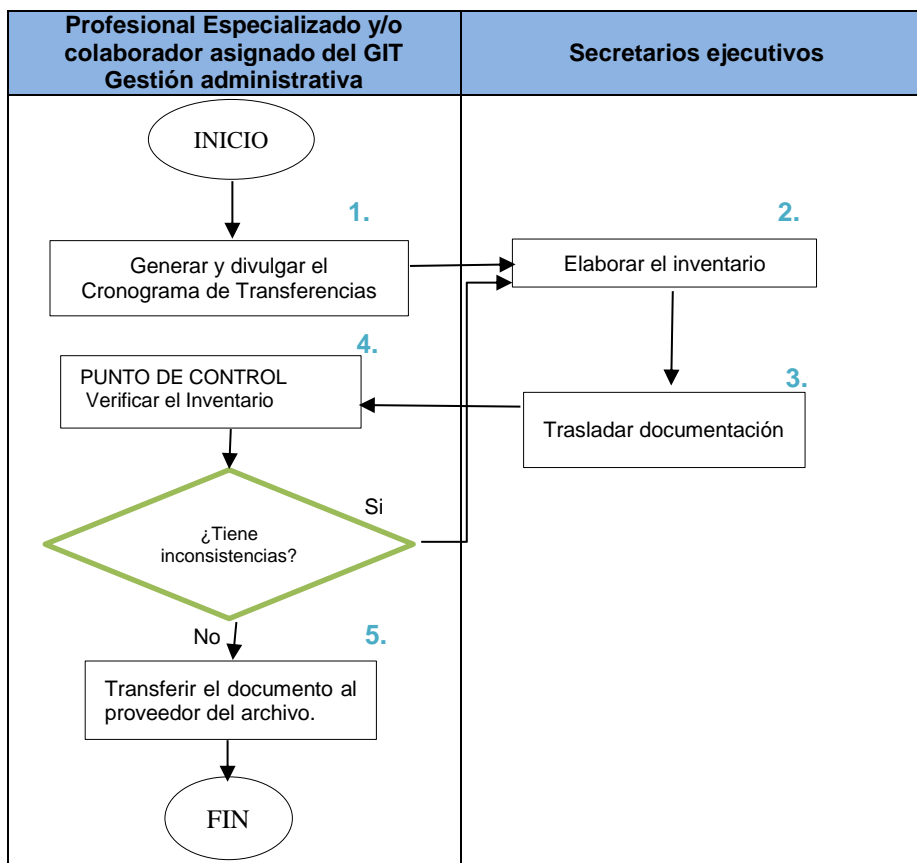 Profesional Especializado y/o
colaborador asignado del GIT
Gestión administrativa
Secretarios ejecutivos
INICIO
1.
Generar y divulgar el
Cronograma de Transferencias
2.
Elaborar el inventario
3.
Trasladar documentación
4.
PUNTO DE CONTROL
Verificar el Inventario
¿Tiene
inconsistencias?
Si
No
5.
Transferir el documento al
proveedor del archivo.
FIN